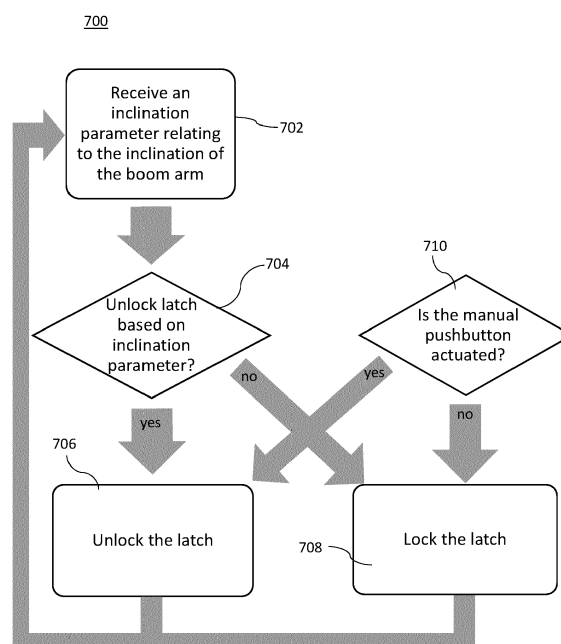 700
Receive an
inclination
parameter relating
to the inclination of
the boom arm
702
704
Unlock latch
based on
inclination
parameter?
710
Is the manual
pushbutton
actuated?
no
yes
yes
no
706
Unlock the latch
708
Lock the latch